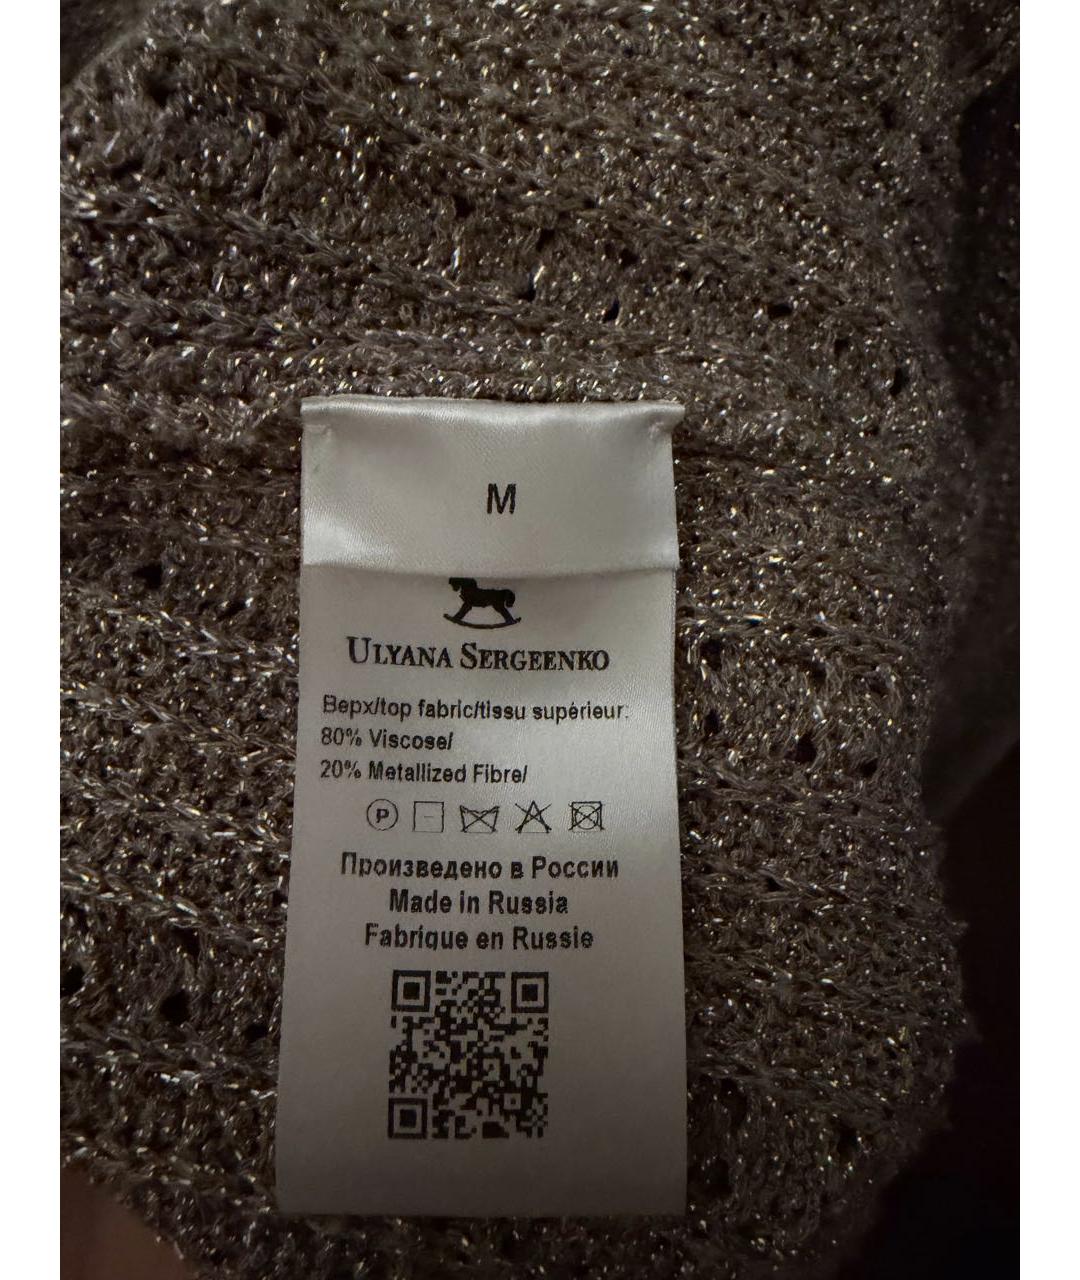 M
ULYANA SERGEENKO
Верх/top fabric/tissu supérieur:
80% Viscose/
20% Metallized Fibre/
P
Произведено в России
Made in Russia
Fabrique en Russie